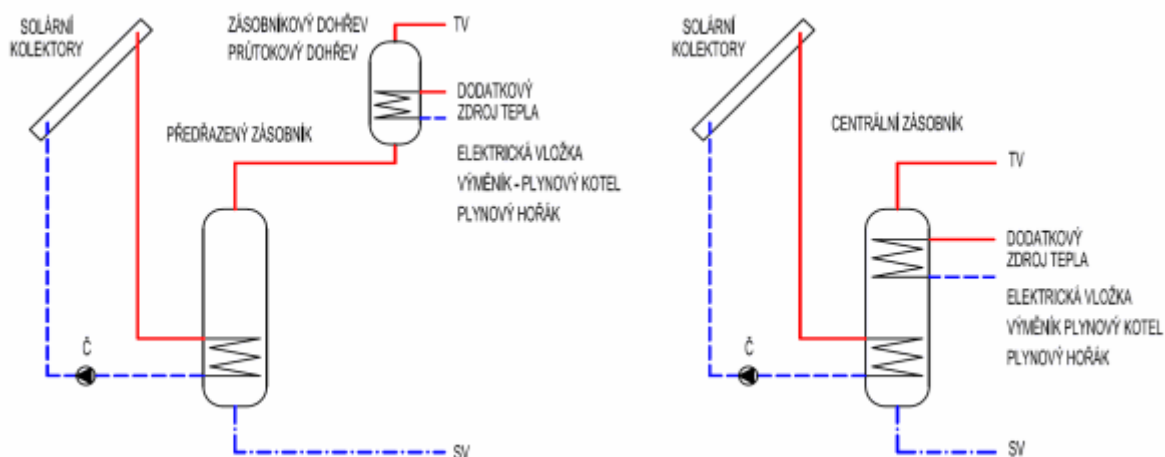 SOLÁRNÍ
KOLEKTORY
ZÁSOBNÍKOVÝ DOHŘEV
PRŮTOKOVÝ DOHŘEV
TV
DODATKOVÝ
ZDROJ TEPLA
PŘEDŘAZENÝ ZÁSOBNÍK
ELEKTRICKÁ VLOŽKA
VÝMĚNÍK - PLYNOVÝ KOTEL
PLYNOVÝ HOŘÁK
Č
SV
SOLÁRNÍ
KOLEKTORY
CENTRÁLNÍ ZÁSOBNÍK
TV
DODATKOVÝ
ZDROJ TEPLA
ELEKTRICKÁ VLOŽKA
VÝMĚNÍK PLYNOVÝ KOTEL
PLYNOVÝ HOŘÁK
Č
SV